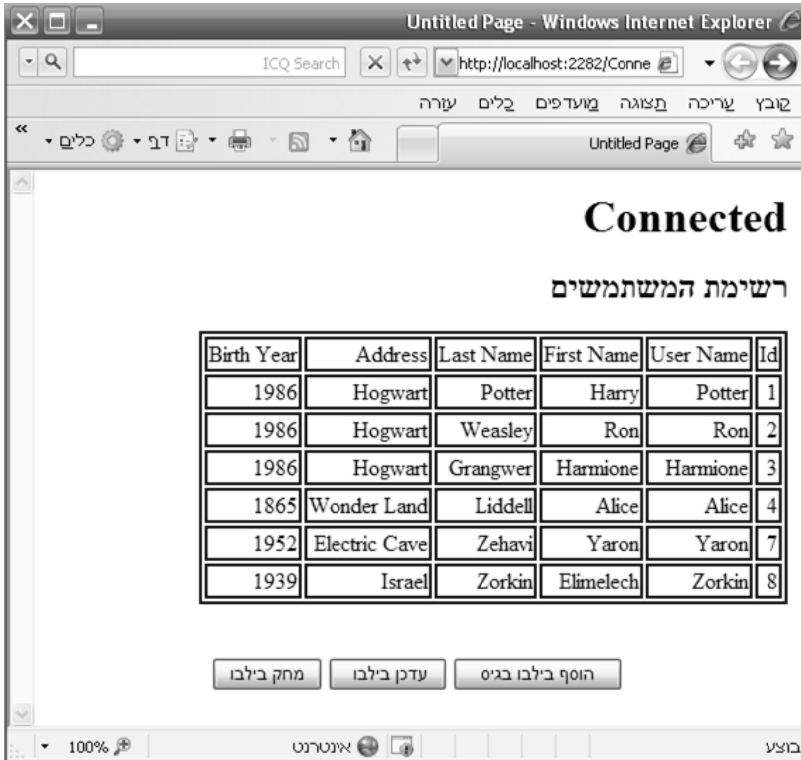 Untitled Page - Windows Internet Explorer
http://localhost:2282/Conne
ICQ Search
קובץ עריכה תצוגה מועדפים כלים עזרה
Untitled Page
דף כלים »
Connected
רשימת המשתמשים
Id User Name First Name Last Name Address Birth Year
1 Potter Harry Potter Hogwart 1986
2 Ron Ron Weasley Hogwart 1986
3 Harmione Harmione Grangwer Hogwart 1986
4 Alice Alice Liddell Wonder Land 1865
7 Yaron Yaron Zehavi Electric Cave 1952
8 Zorkin Elimelech Zorkin Israel 1939
הוסף בילבו בגיס עדכן בילבו מחק בילבו
בוצע אינטרנט 100%